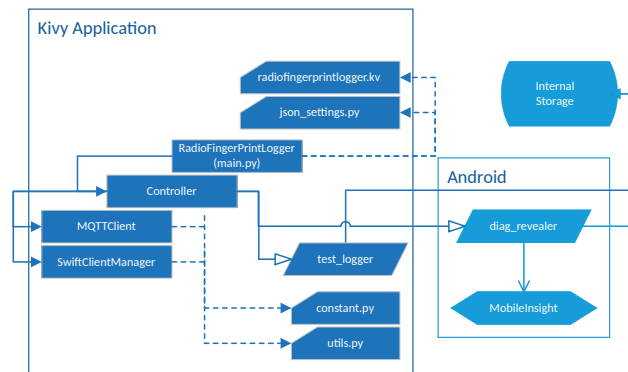 Kivy Application
radiofingerprintlogger.kv
json_settings.py
Internal
Storage
RadioFingerPrintLogger
(main.py)
Controller
Android
MQTTClient
diag_revealer
SwiftClientManager
test_logger
constant.py
MobileInsight
utils.py